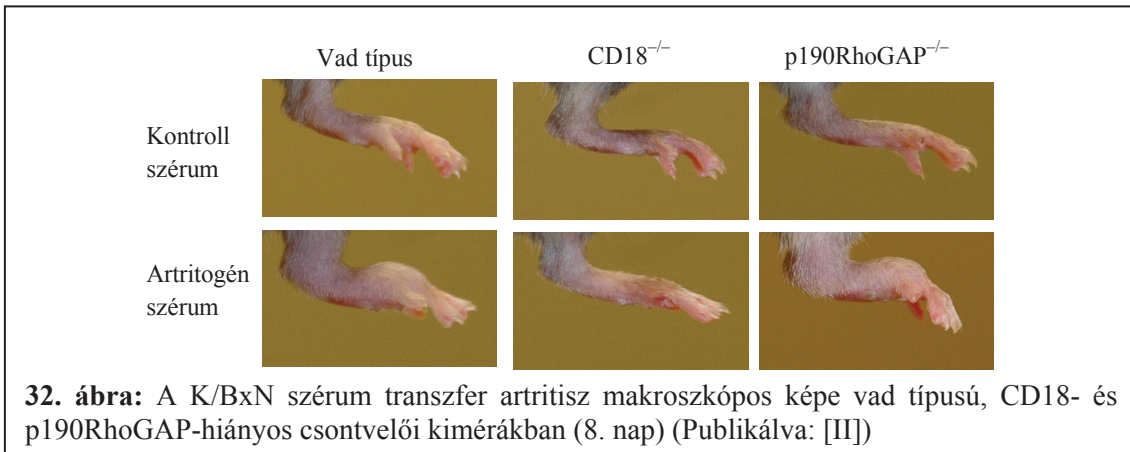 Vad típus CD18–/– p190RhoGAP–/–
Kontroll
szérum
Artritogén
szérum
32. ábra: A K/BxN szérum transzfer artritisz makroszkópos képe vad típusú, CD18- és
p190RhoGAP-hiányos csontvelői kimérákban (8. nap) (Publikálva: [II])